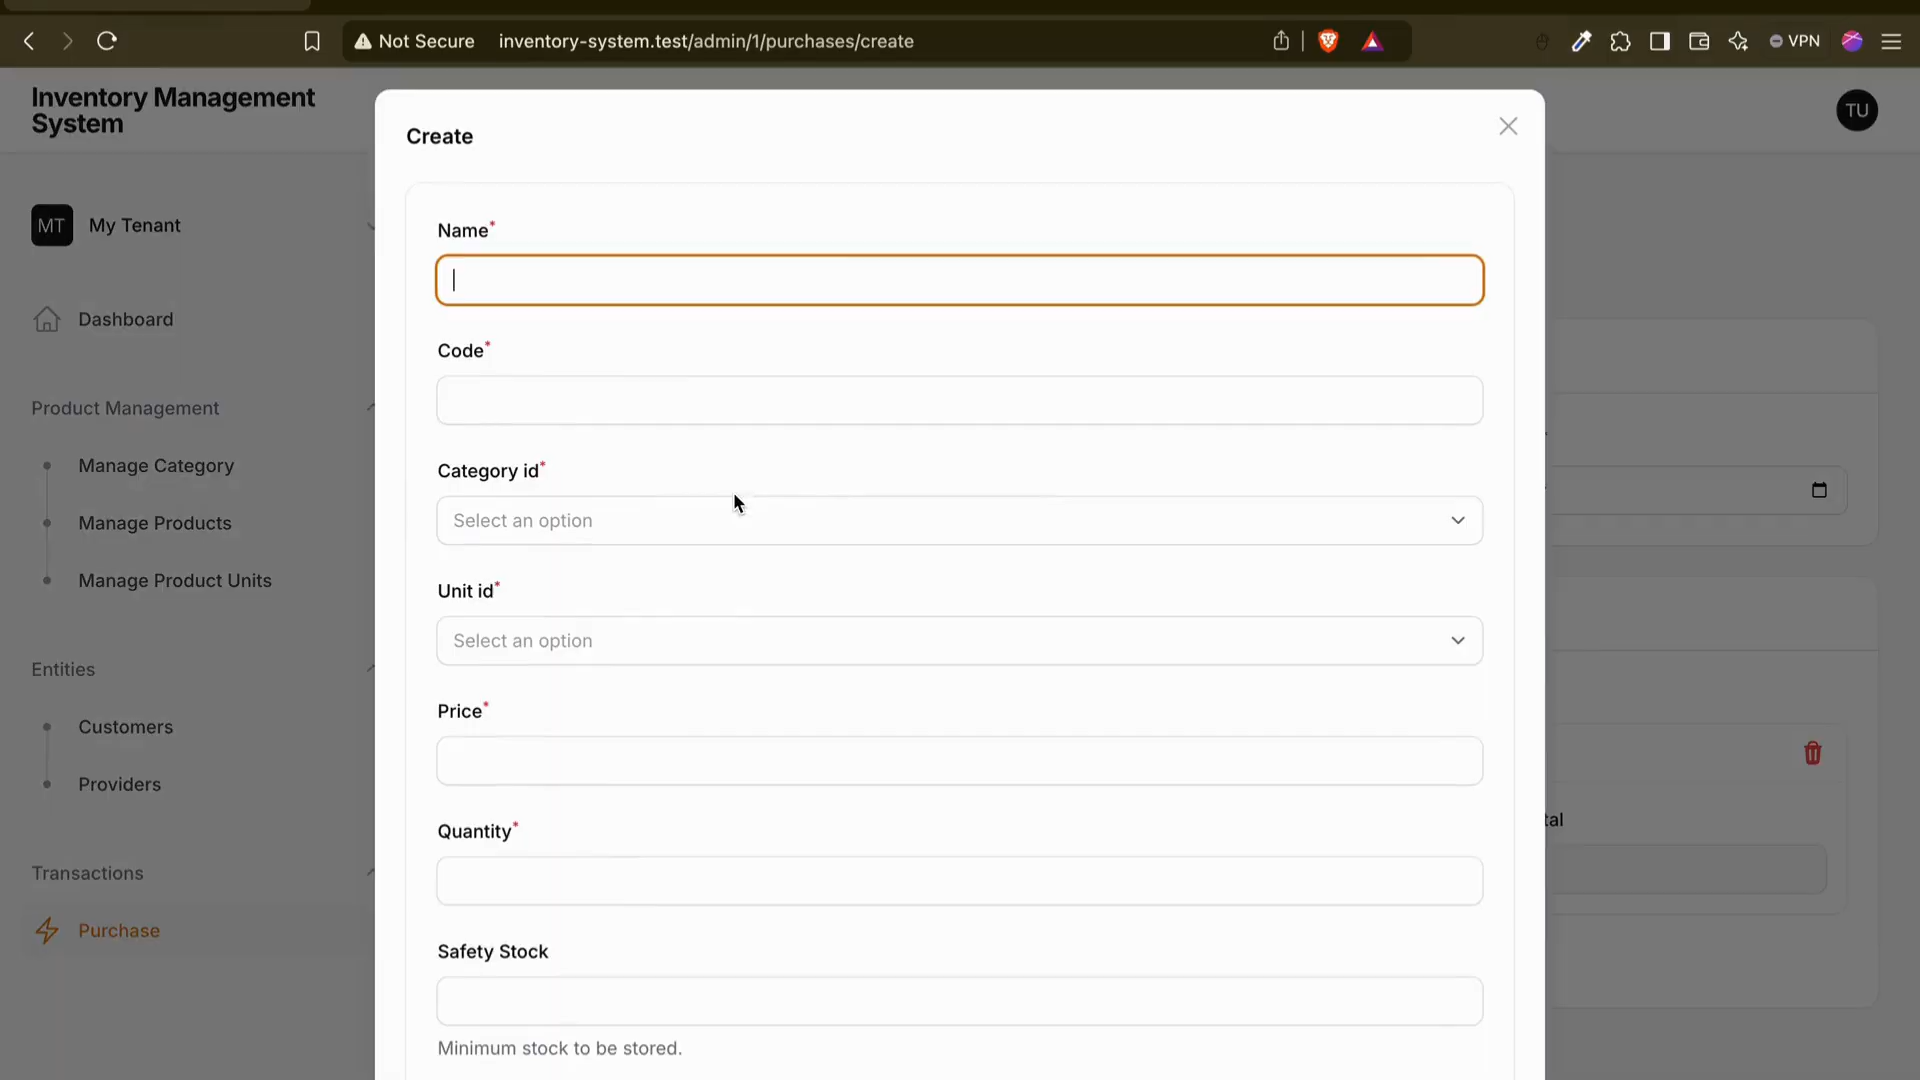 Not Secure inventory-system.test/admin/1/purchases/create VPN
Inventory Management
System
TU
MT My Tenant
Dashboard
Product Management
Manage Category
Manage Products
Manage Product Units
Entities
Customers
Providers
Transactions
Purchase
Create
Name*
Code*
Category id*
Select an option
Unit id*
Select an option
Price*
Quantity*
Safety Stock
Minimum stock to be stored.
tal